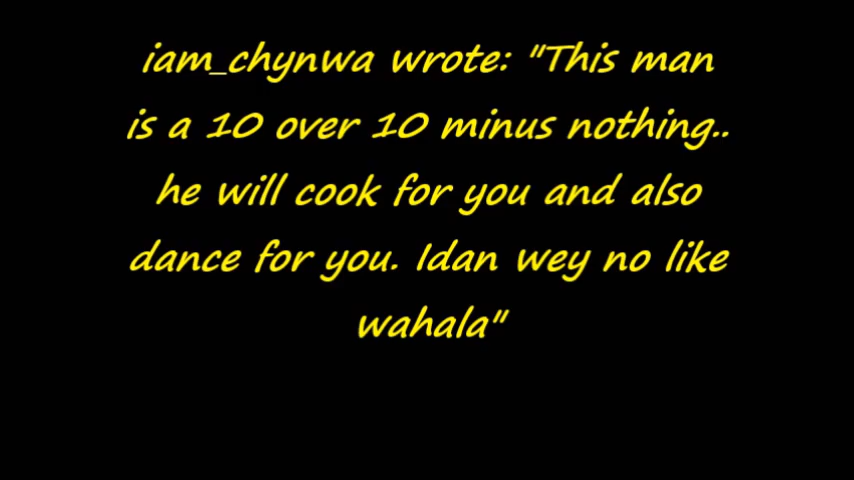 iam_chynwa wrote: "This man
is a 10 over 10 minus nothing..
he will cook for you and also
dance for you. Idan wey no like
wahala"